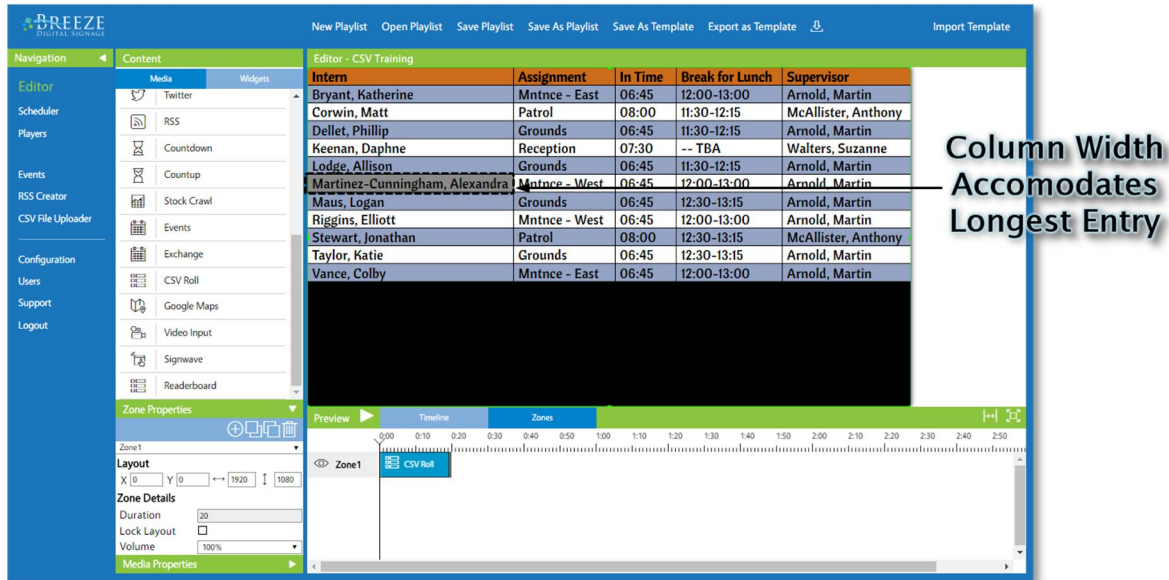 BREEZE
DIGITAL SIGNAGE
New Playlist Open Playlist Save Playlist Save As Playlist Save As Template Export as Template Import Template
Navigation
Editor
Scheduler
Players
Events
RSS Creator
CSV File Uploader
Configuration
Users
Support
Logout
Content
Media Widgets
Twitter
RSS
Countdown
Countup
Stock Crawl
Events
Exchange
CSV Roll
Google Maps
Video Input
Signwave
Readerboard
Zone Properties
Zone1
Layout
X 0 Y 0 1920 1080
Zone Details
Duration 20
Lock Layout
Volume 100%
Media Properties
Editor - CSV Training
Intern Assignment In Time Break for Lunch Supervisor
Bryant, Katherine Mntnce - East 06:45 12:00-13:00 Arnold, Martin
Corwin, Matt Patrol 08:00 11:30-12:15 McAllister, Anthony
Dellet, Phillip Grounds 06:45 11:30-12:15 Arnold, Martin
Keenan, Daphne Reception 07:30 -- TBA Walters, Suzanne
Lodge, Allison Grounds 06:45 11:30-12:15 Arnold, Martin
Martinez-Cunningham, Alexandra Mntnce - West 06:45 12:00-13:00 Arnold, Martin
Maus, Logan Grounds 06:45 12:30-13:15 Arnold, Martin
Riggins, Elliott Mntnce - West 06:45 12:00-13:00 Arnold, Martin
Stewart, Jonathan Patrol 08:00 12:30-13:15 McAllister, Anthony
Taylor, Katie Grounds 06:45 12:30-13:15 Arnold, Martin
Vance, Colby Mntnce - East 06:45 12:00-13:00 Arnold, Martin
Preview Timeline Zones
0:00 0:10 0:20 0:30 0:40 0:50 1:00 1:10 1:20 1:30 1:40 1:50 2:00 2:10 2:20 2:30 2:40 2:50
Zone1 CSV Roll
Column Width
Accomodates
Longest Entry